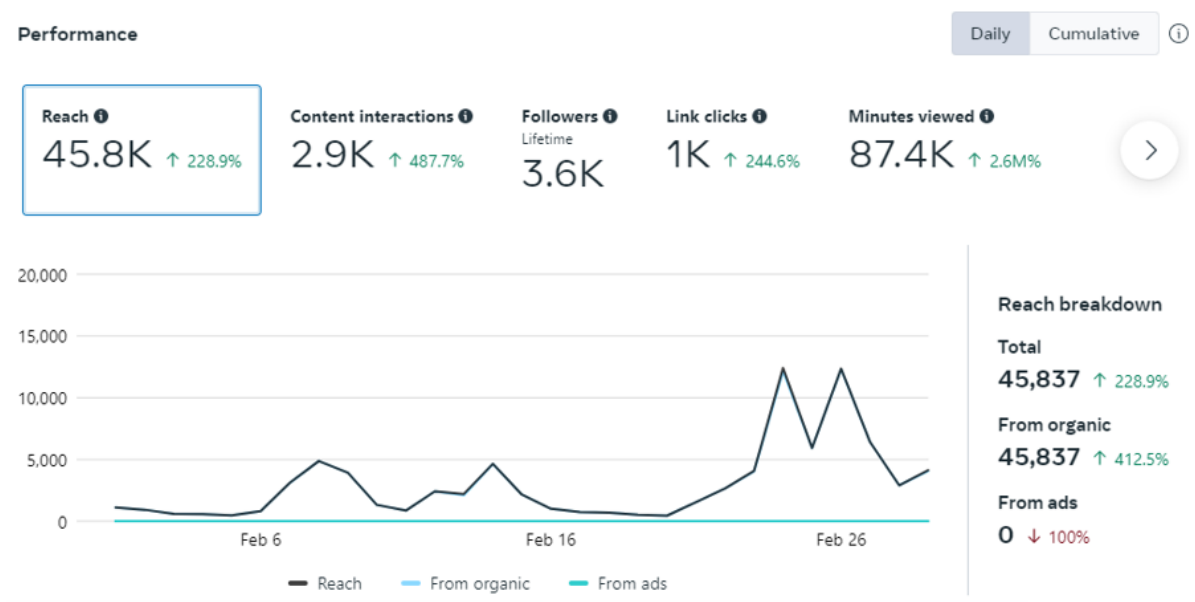 Performance
Daily Cumulative
Reach
45.8K ↑ 228.9%
Content interactions
2.9K ↑ 487.7%
Followers
Lifetime
3.6K
Link clicks
1K ↑ 244.6%
Minutes viewed
87.4K ↑ 2.6M%
20,000
15,000
10,000
5,000
0
Feb 6 Feb 16 Feb 26
Reach From organic From ads
Reach breakdown
Total
45,837 ↑ 228.9%
From organic
45,837 ↑ 412.5%
From ads
0 ↓ 100%